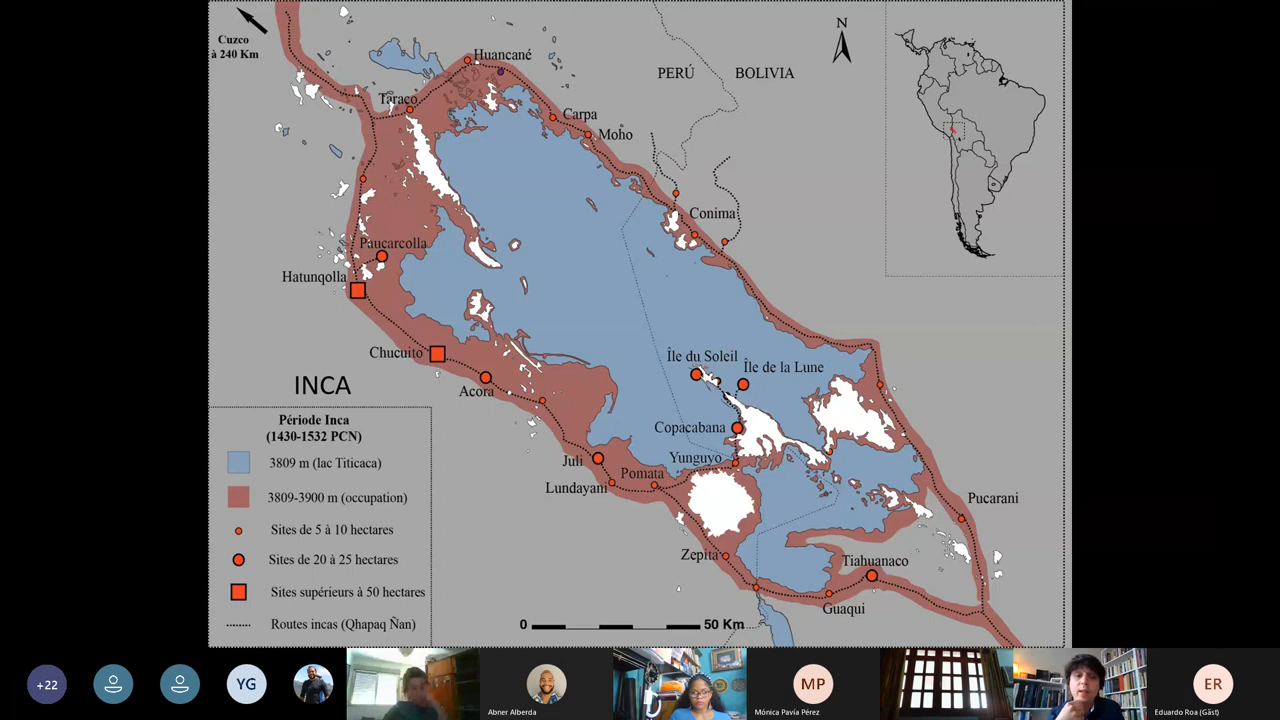 Cuzco
à 240 Km
Huancané
N
PERÚ
BOLIVIA
Taraco
Carpa
Moho
Conima
Paucarcolla
Hatunqolla
Chucuito
Île du Soleil
Île de la Lune
Acora
INCA
Copacabana
Juli
Yunguyo
Pomata
Lundayani
Pucarani
Zepita
Tiahuanaco
Guaqui
Période Inca
(1430-1532 PCN)
3809 m (lac Titicaca)
3809-3900 m (occupation)
Sites de 5 à 10 hectares
Sites de 20 à 25 hectares
Sites supérieurs à 50 hectares
Routes incas (Qhapaq Ñan)
0
50 Km
+22
YG
Abner Alberda
MP
Mónica Pavía Pérez
ER
Eduardo Roa (Gäst)